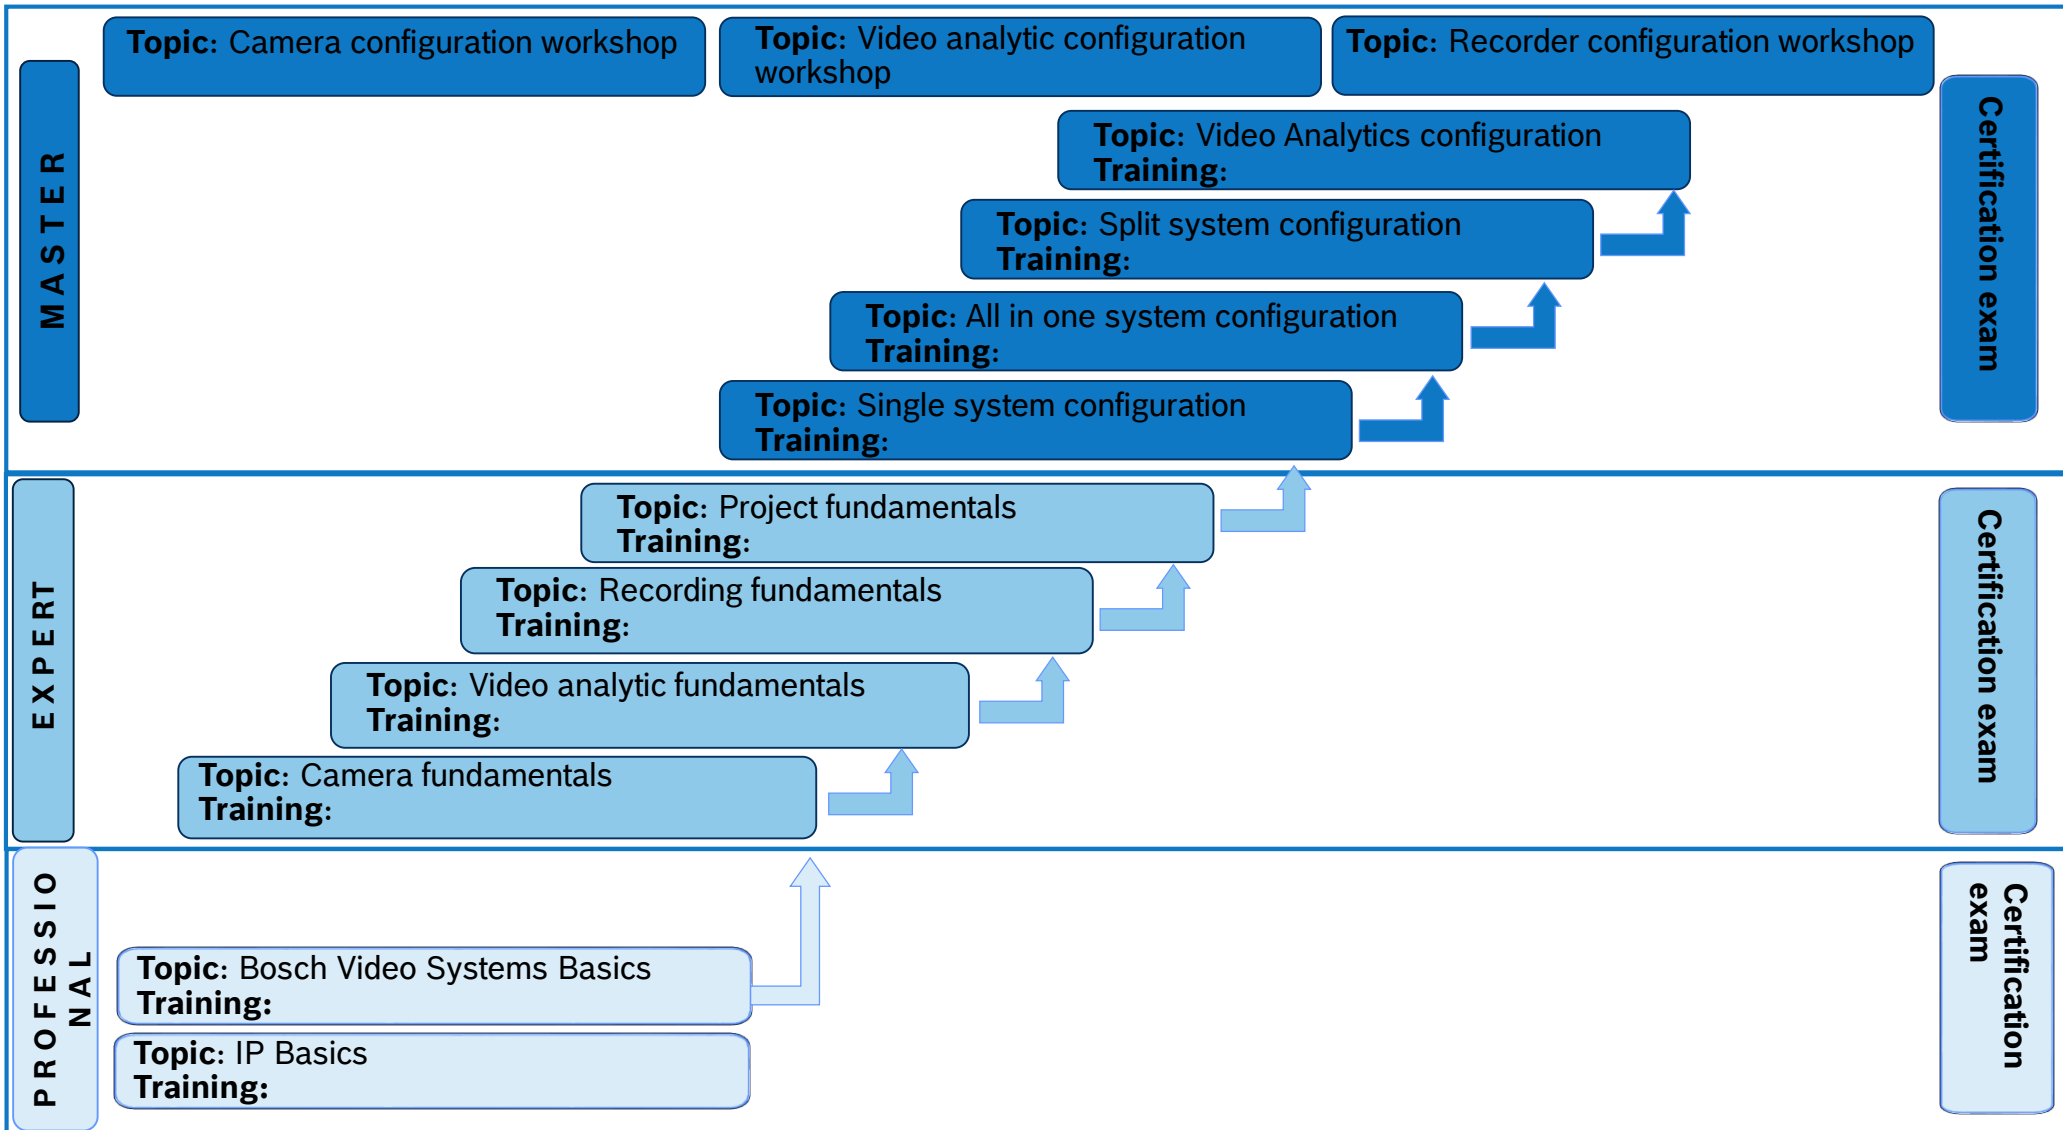 Topic: Camera configuration workshop
Topic: Video analytic configuration
workshop
Topic: Recorder configuration workshop
MASTER
Topic: Video Analytics configuration
Training:
Topic: Split system configuration
Training:
Topic: All in one system configuration
Training:
Topic: Single system configuration
Training:
Certification exam
EXPERT
Topic: Project fundamentals
Training:
Topic: Recording fundamentals
Training:
Topic: Video analytic fundamentals
Training:
Topic: Camera fundamentals
Training:
Certification exam
PROFESSIO
NAL
Topic: Bosch Video Systems Basics
Training:
Topic: IP Basics
Training:
Certification
exam